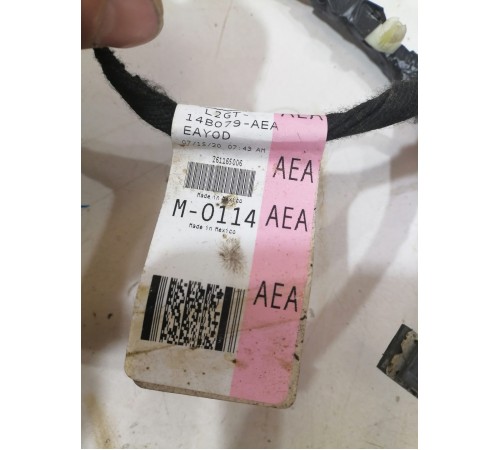 L2GT-
14B079-AEA
EAYOD
07/15/20 07:43 AM
261165006
Made in Mexico
M-0114
Made in Mexico
AEA
AEA
AEA
AEA